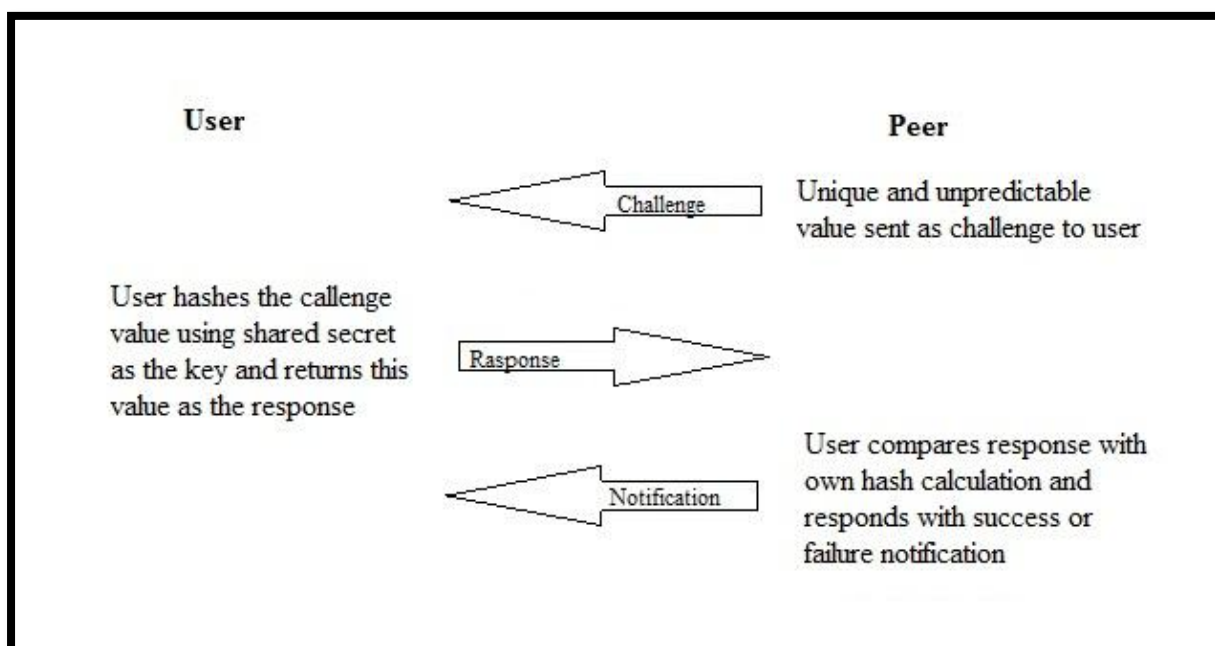 User
Peer
Challenge
Unique and unpredictable
value sent as challenge to user
User hashes the callenge
value using shared secret
as the key and returns this
value as the response
Rasponse
User compares response with
own hash calculation and
responds with success or
failure notification
Notification